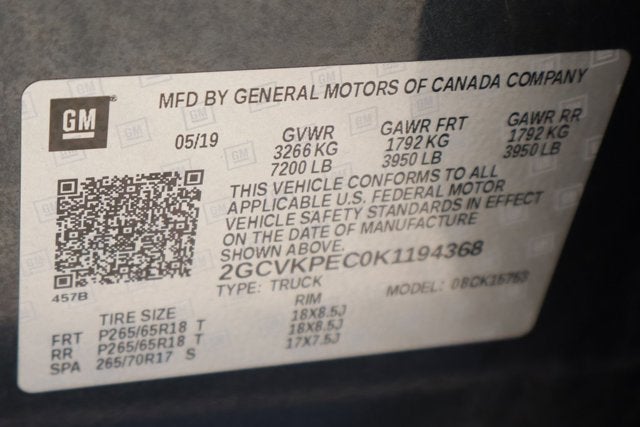 GM
MFD BY GENERAL MOTORS OF CANADA COMPANY
05/19 GVWR GAWR FRT GAWR RR
3266 KG 1792 KG 1792 KG
7200 LB 3950 LB 3950 LB
THIS VEHICLE CONFORMS TO ALL
APPLICABLE U.S. FEDERAL MOTOR
VEHICLE SAFETY STANDARDS IN EFFECT
ON THE DATE OF MANUFACTURE
SHOWN ABOVE.
457B
2GCVKPEC0K1194368
TYPE: TRUCK MODEL: 0BCK15753
TIRE SIZE RIM
FRT P265/65R18 T 18X8.5J
RR P265/65R18 T 18X8.5J
SPA 265/70R17 S 17X7.5J